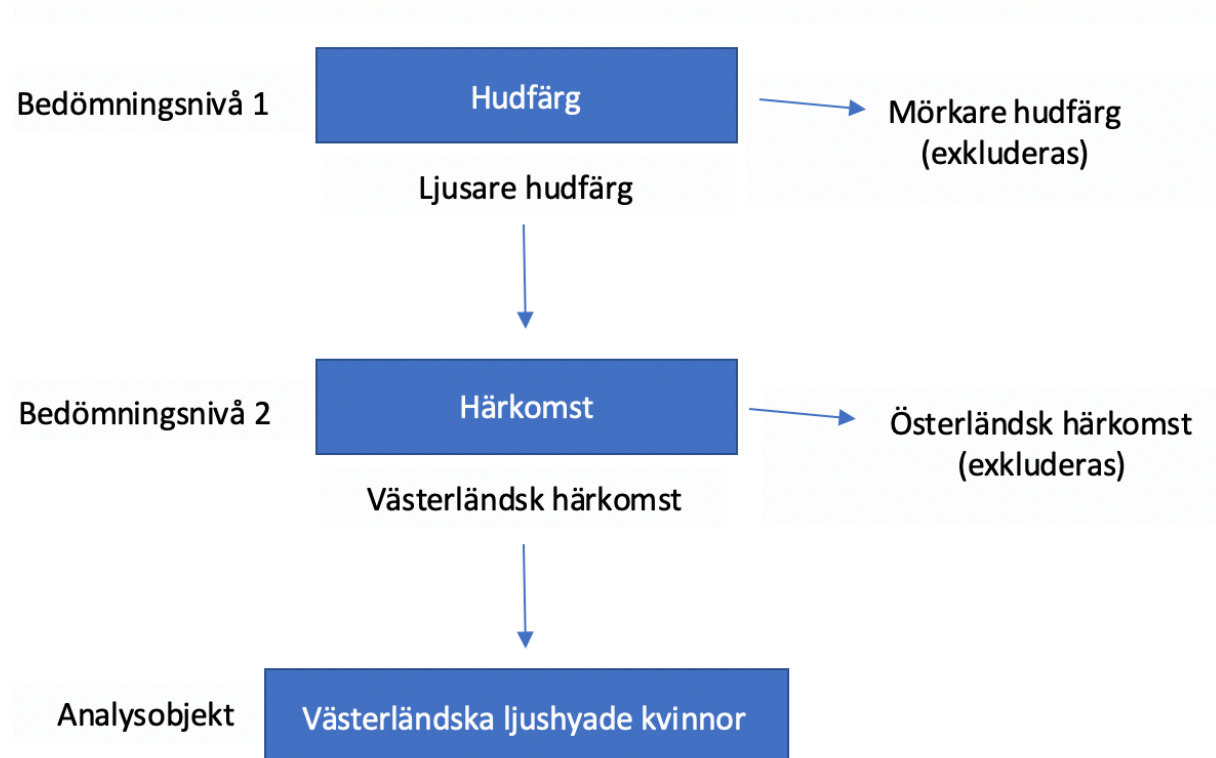 Bedömningsnivå 1
Hudfärg
Mörkare hudfärg
(exkluderas)
Ljusare hudfärg
Bedömningsnivå 2
Härkomst
Österländsk härkomst
(exkluderas)
Västerländsk härkomst
Analysobjekt
Västerländska ljushyade kvinnor